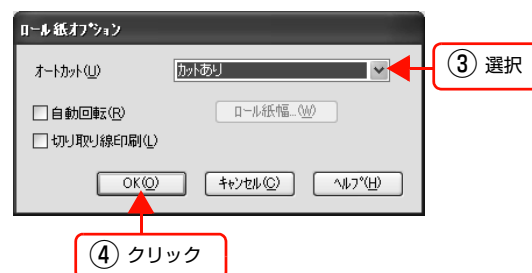 ロール紙オプション
オートカット(U) カットあり
③ 選択
自動回転(R) ロール紙幅...(W)
切り取り線印刷(L)
OK(O) キャンセル(C) ヘルプ(H)
④ クリック